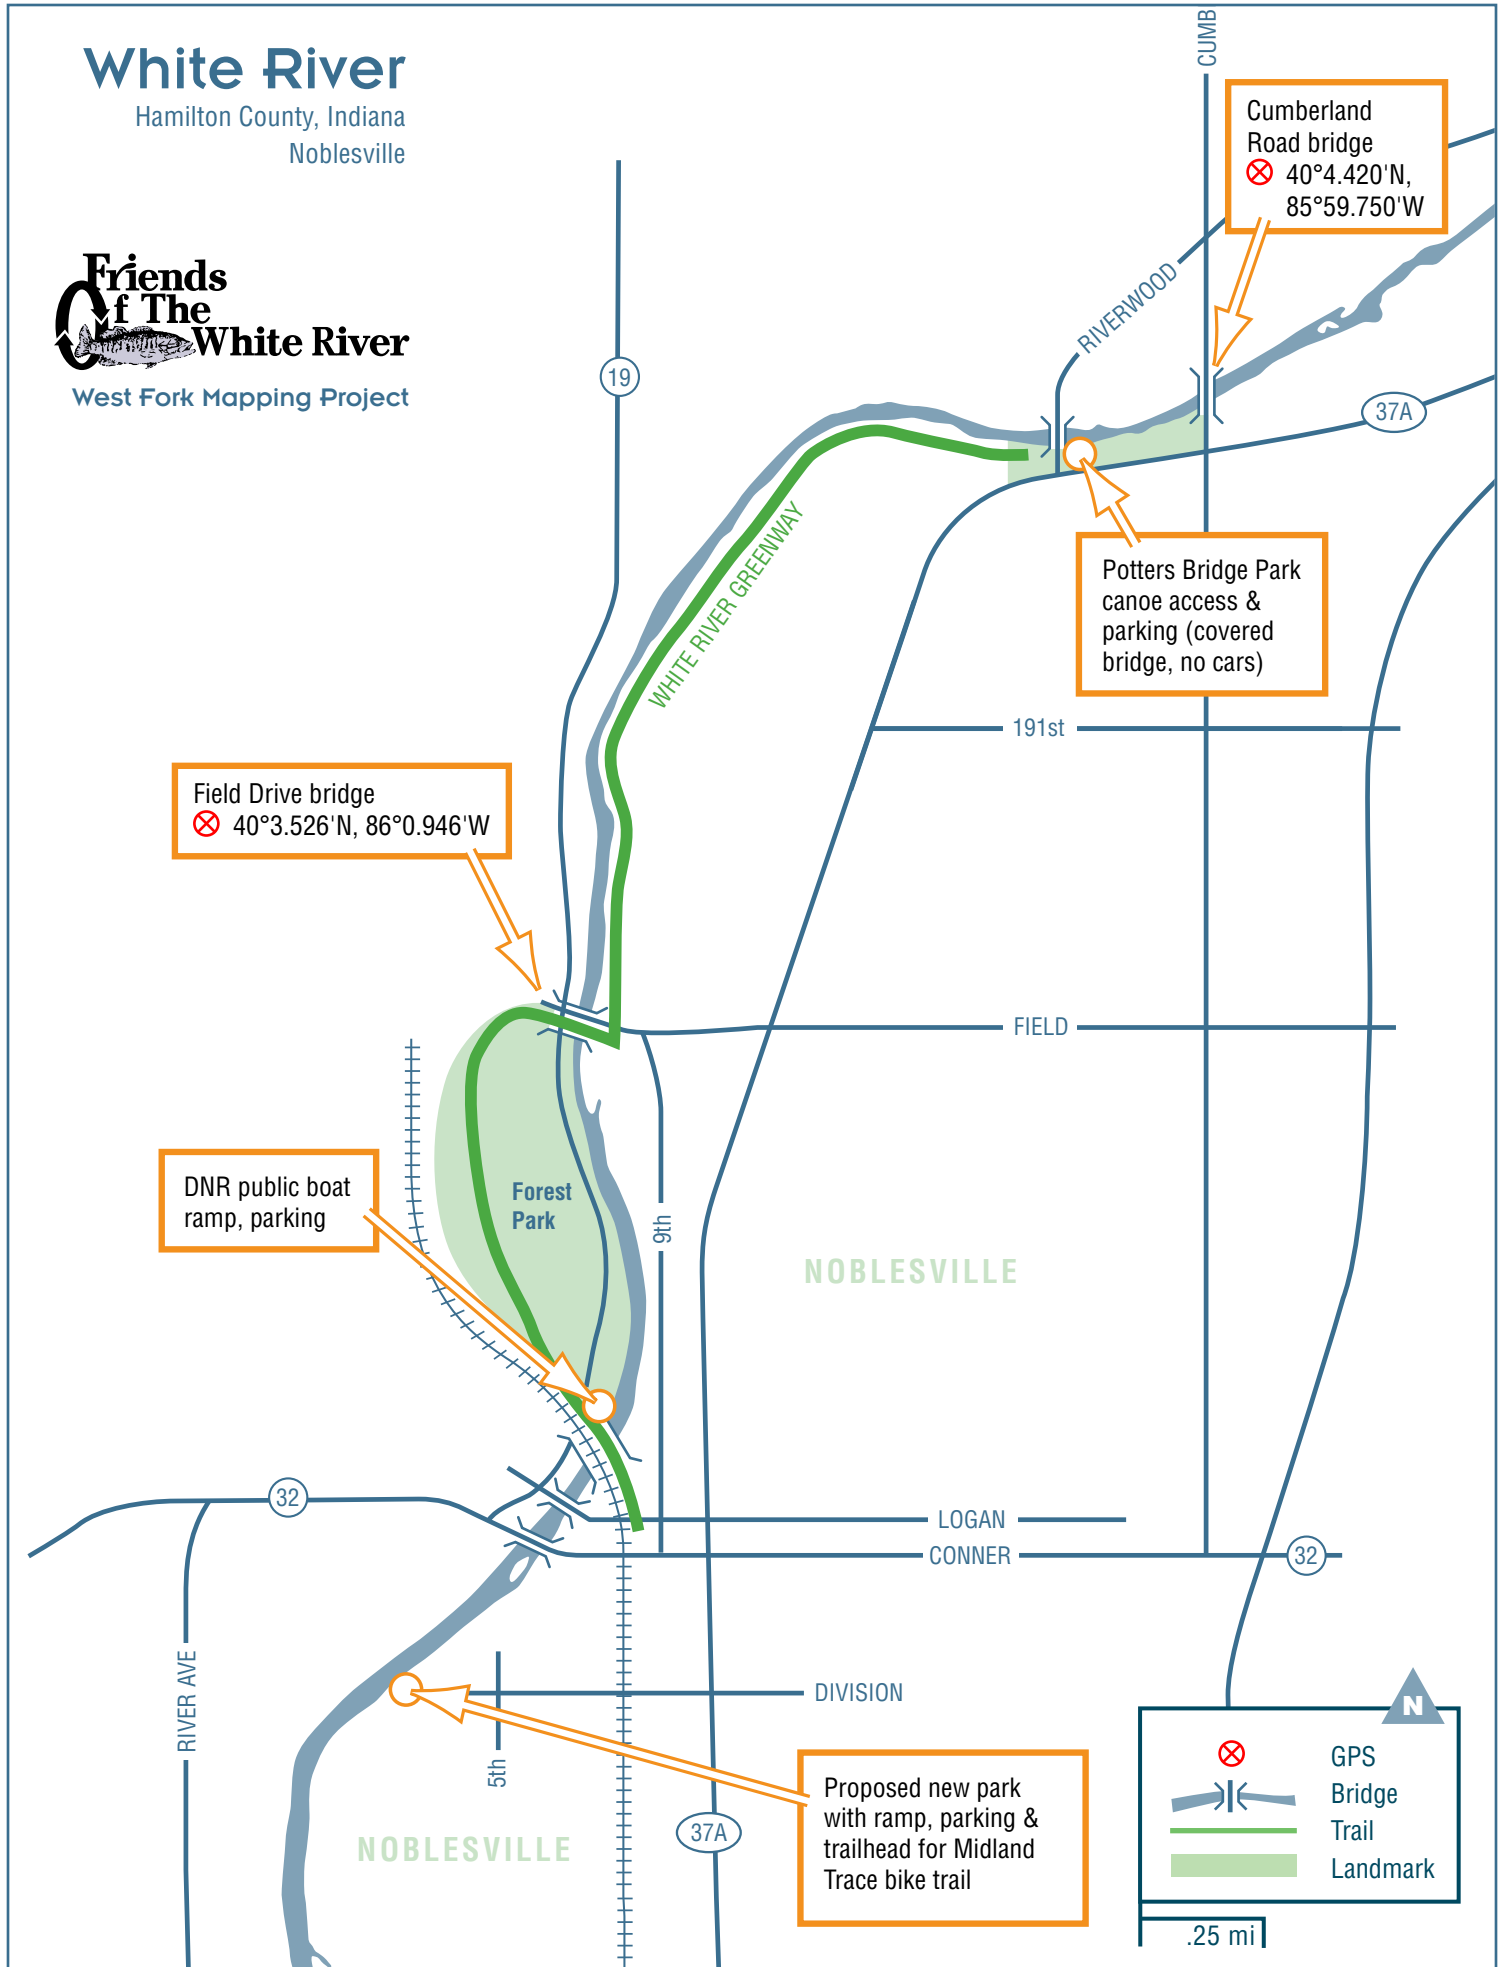 White River
Hamilton County, Indiana
Noblesville
Friends
Of The
White River
West Fork Mapping Project
CUMB
Cumberland
Road bridge
40°4.420'N,
85°59.750'W
RIVERWOOD
19
37A
WHITE RIVER GREENWAY
Potters Bridge Park
canoe access &
parking (covered
bridge, no cars)
191st
Field Drive bridge
40°3.526'N, 86°0.946'W
FIELD
DNR public boat
ramp, parking
Forest
Park
9th
NOBLESVILLE
32
LOGAN
CONNER
32
RIVER AVE
DIVISION
5th
NOBLESVILLE
37A
Proposed new park
with ramp, parking &
trailhead for Midland
Trace bike trail
N
GPS
Bridge
Trail
Landmark
.25 mi